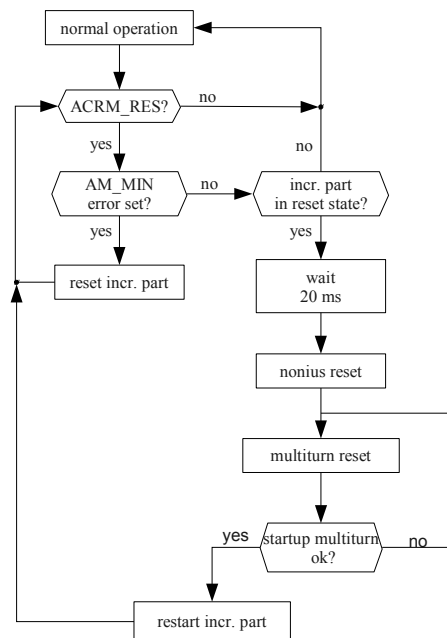 normal operation
ACRM_RES?
no
yes
no
AM_MIN
error set?
no
incr. part
in reset state?
yes
yes
reset incr. part
wait
20 ms
nonius reset
multiturn reset
yes
startup multiturn
ok?
no
restart incr. part